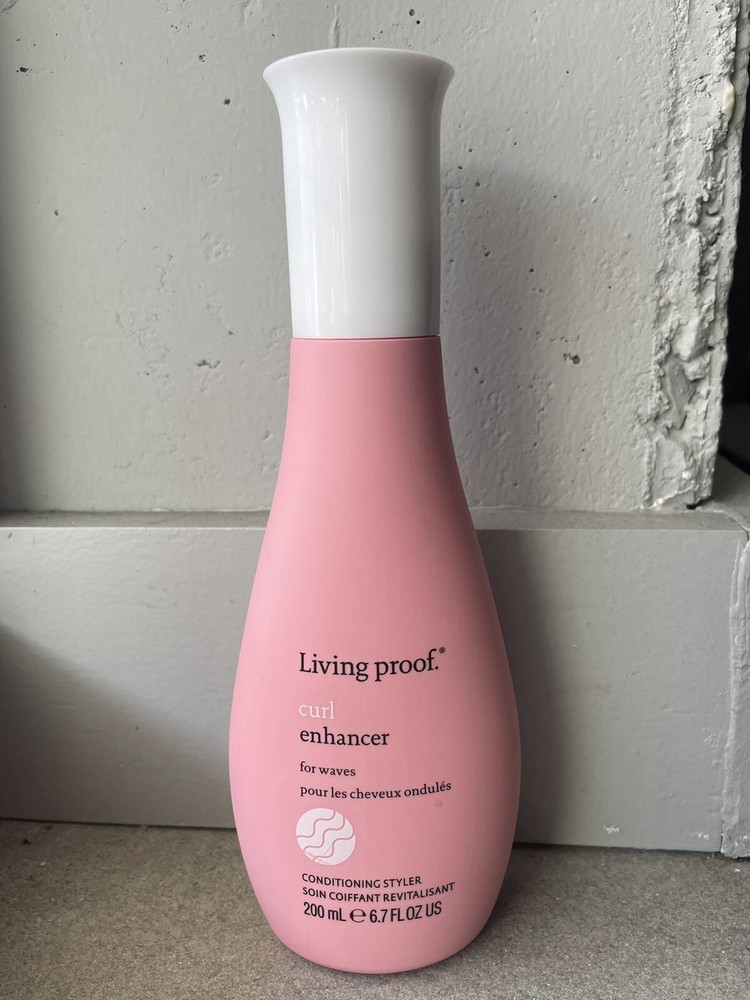 Living proof.®
curl
enhancer
for waves
pour les cheveux ondulés
CONDITIONING STYLER
SOIN COIFFANT REVITALISANT
200 mL ℮ 6.7 FL OZ US